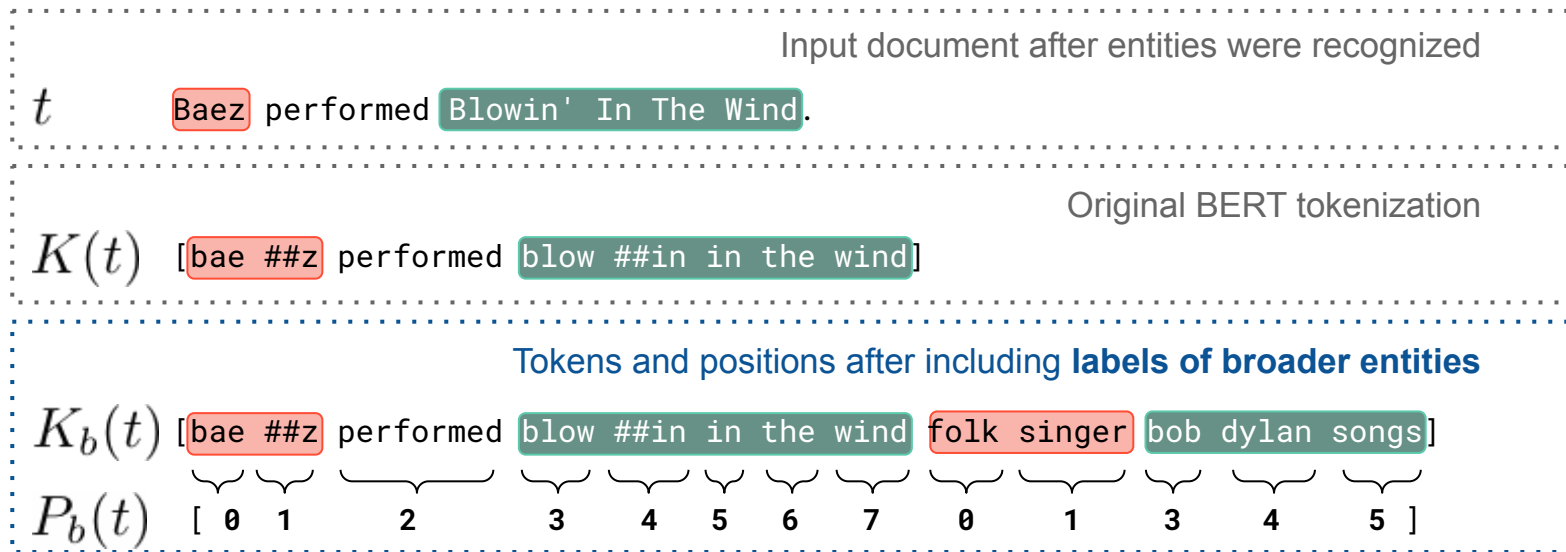 Input document after entities were recognized
t Baez performed Blowin' In The Wind.
Original BERT tokenization
K(t) [bae ##z performed blow ##in in the wind]
Tokens and positions after including labels of broader entities
K_b(t) [bae ##z performed blow ##in in the wind folk singer bob dylan songs]
P_b(t) [ 0 1 2 3 4 5 6 7 0 1 3 4 5 ]